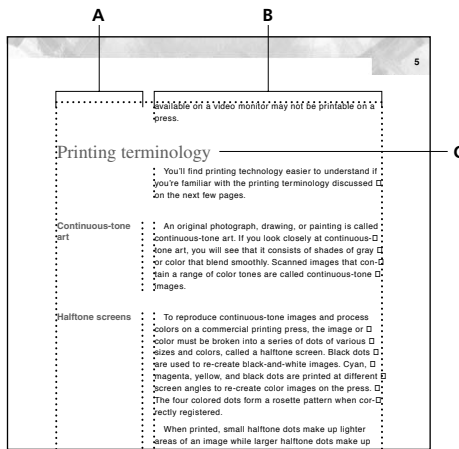 A B
5
available on a video monitor may not be printable on a
press.
Printing terminology
C
You'll find printing technology easier to understand if
you're familiar with the printing terminology discussed
on the next few pages.
Continuous-tone
art
An original photograph, drawing, or painting is called
continuous-tone art. If you look closely at continuous-
tone art, you will see that it consists of shades of gray
or color that blend smoothly. Scanned images that con-
tain a range of color tones are called continuous-tone
images.
Halftone screens
To reproduce continuous-tone images and process
colors on a commercial printing press, the image or
color must be broken into a series of dots of various
sizes and colors, called a halftone screen. Black dots
are used to re-create black-and-white images. Cyan,
magenta, yellow, and black dots are printed at different
screen angles to re-create color images on the press.
The four colored dots form a rosette pattern when cor-
rectly registered.
When printed, small halftone dots make up lighter
areas of an image while larger halftone dots make up